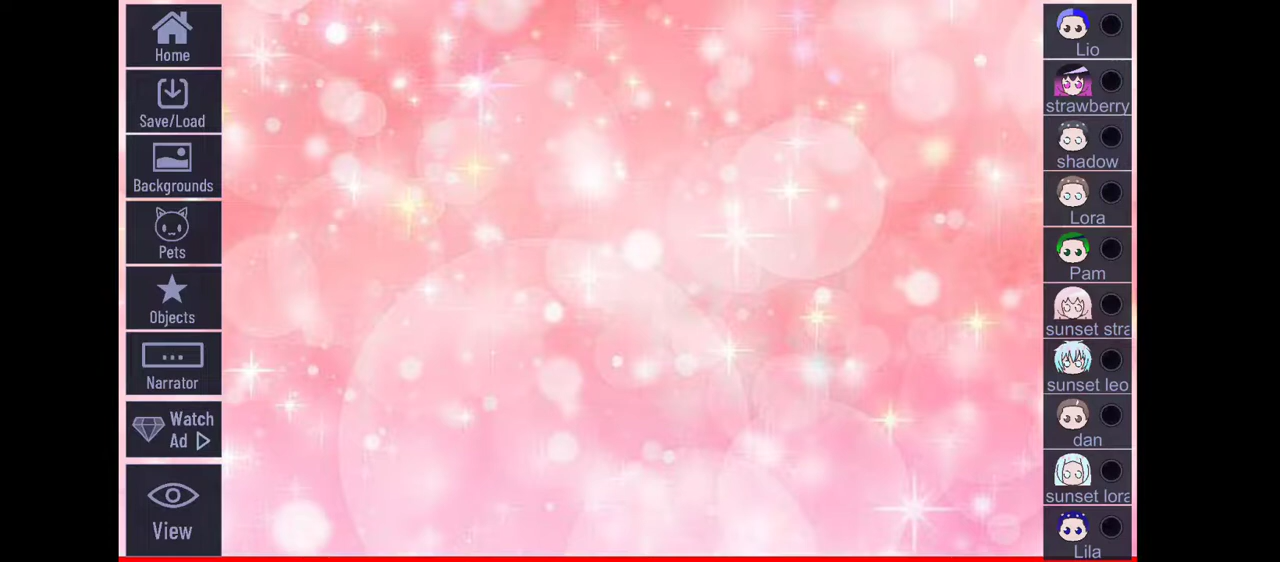 Home
Save/Load
Backgrounds
Pets
Objects
...
Narrator
Watch
Ad
View
Lio
strawberry
shadow
Lora
Pam
sunset stra
sunset leo
dan
sunset lora
Lila